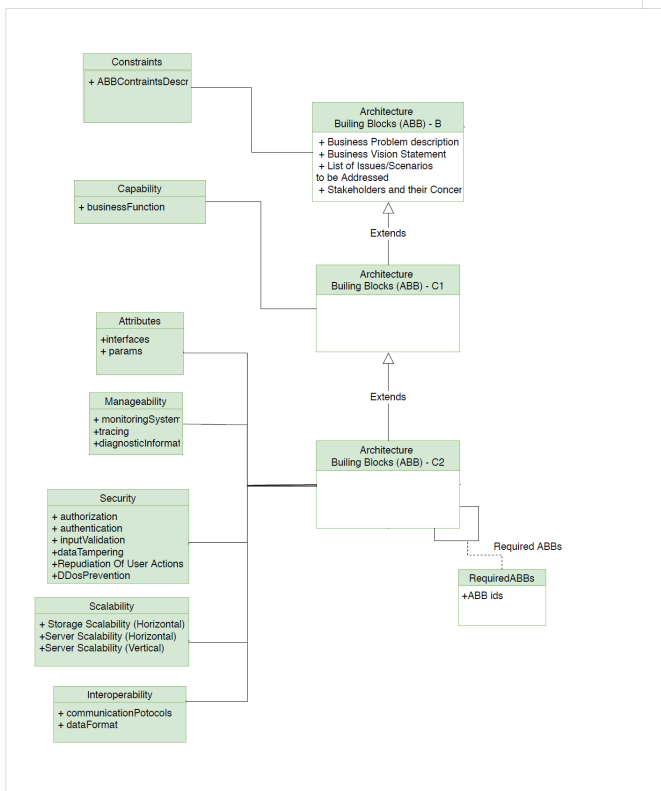 Constraints
+ ABBContraintsDescr
Architecture
Builing Blocks (ABB) - B
+ Business Problem description
+ Business Vision Statement
+ List of Issues/Scenarios
to be Addressed
+ Stakeholders and their Concer
Capability
+ businessFunction
Extends
Architecture
Builing Blocks (ABB) - C1
Attributes
+interfaces
+ params
Extends
Manageability
+ monitoringSystem
+tracing
+diagnosticInformat
Architecture
Builing Blocks (ABB) - C2
Security
+ authorization
+ authentication
+ inputValidation
+dataTampering
+Repudiation Of User Actions
+DDosPrevention
Required ABBs
RequiredABBs
+ABB ids
Scalability
+ Storage Scalability (Horizontal)
+Server Scalability (Horizontal)
+Server Scalability (Vertical)
Interoperability
+ communicationPotocols
+ dataFormat